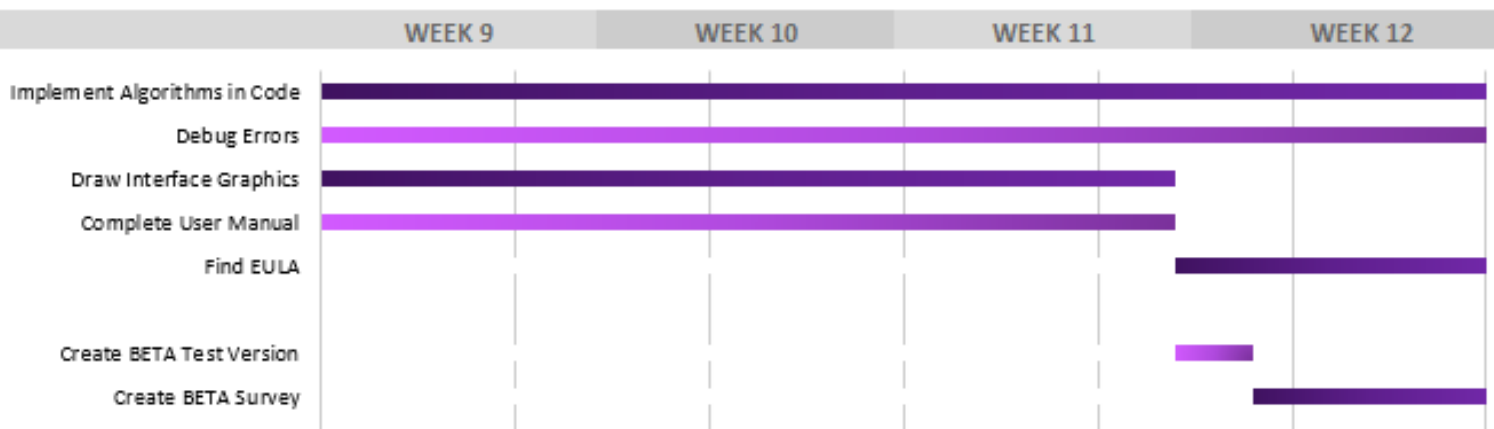 WEEK 9 WEEK 10 WEEK 11 WEEK 12
Implement Algorithms in Code
Debug Errors
Draw Interface Graphics
Complete User Manual
Find EULA
Create BETA Test Version
Create BETA Survey